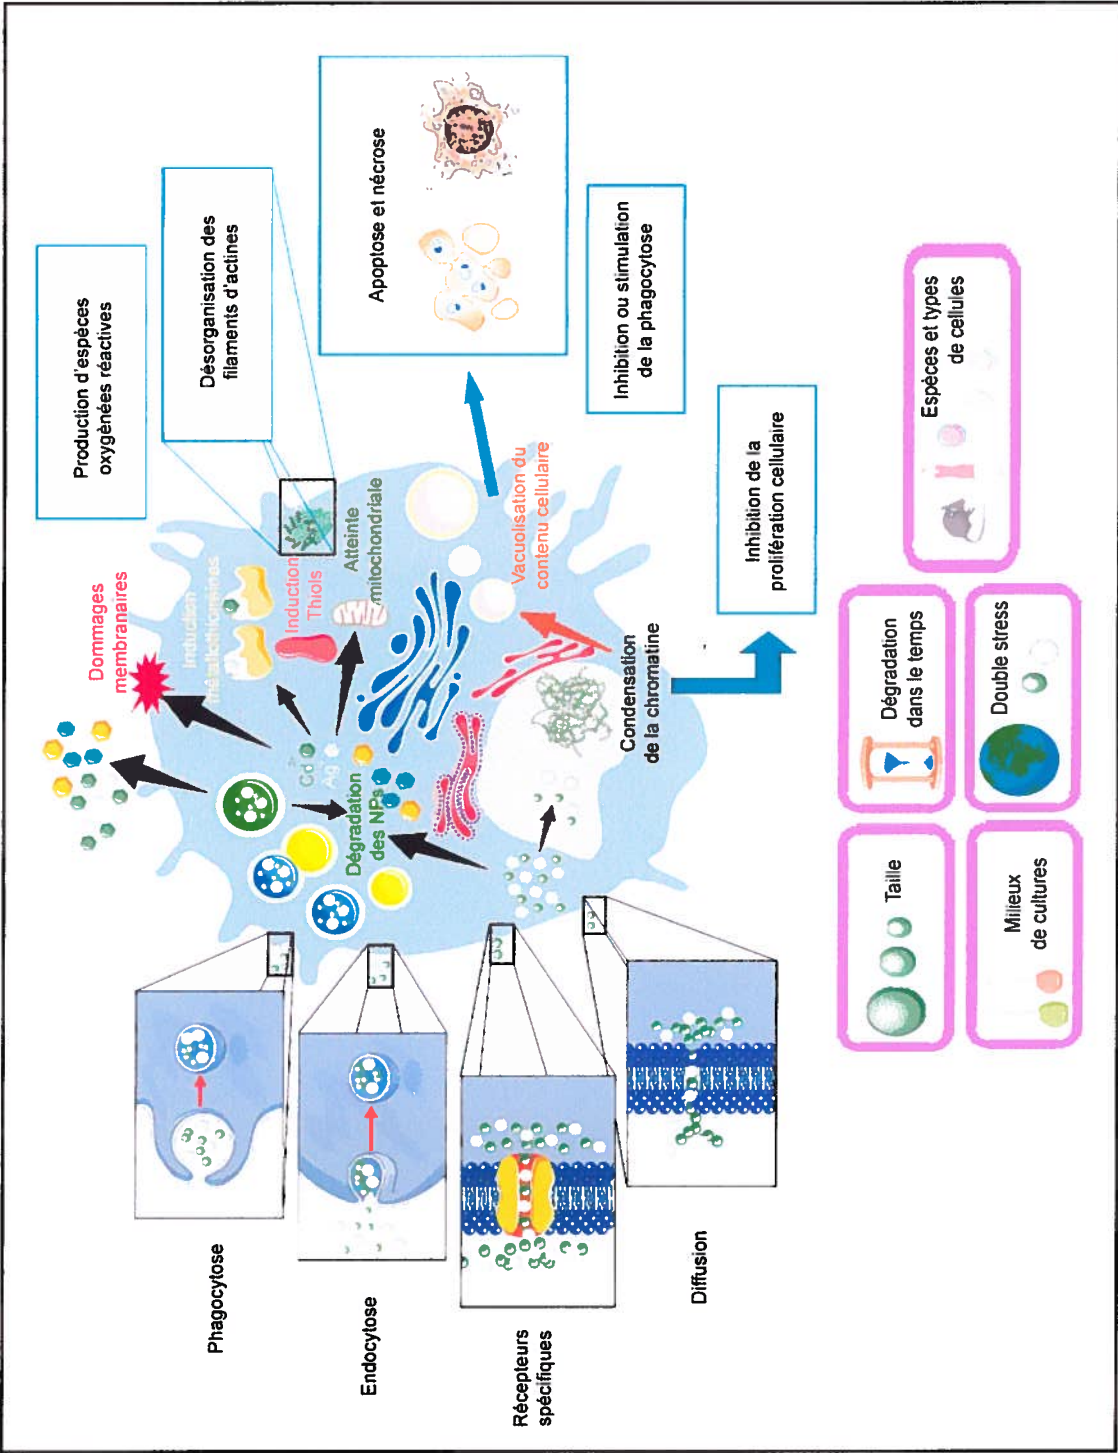 Phagocytose
Endocytose
Récepteurs
spécifiques
Diffusion
Dommages
membranaires
Induction
métallothionéines
Induction
Thiols
Atteinte
mitochondriale
Cd
Ag
Dégradation
des NPs
Vacuolisation du
contenu cellulaire
Condensation
de la chromatine
Production d'espèces
oxygénées réactives
Désorganisation des
filaments d'actines
Apoptose et nécrose
Inhibition ou stimulation
de la phagocytose
Inhibition de la
prolifération cellulaire
Taille
Dégradation
dans le temps
Espèces et types
de cellules
Milieux
de cultures
Double stress